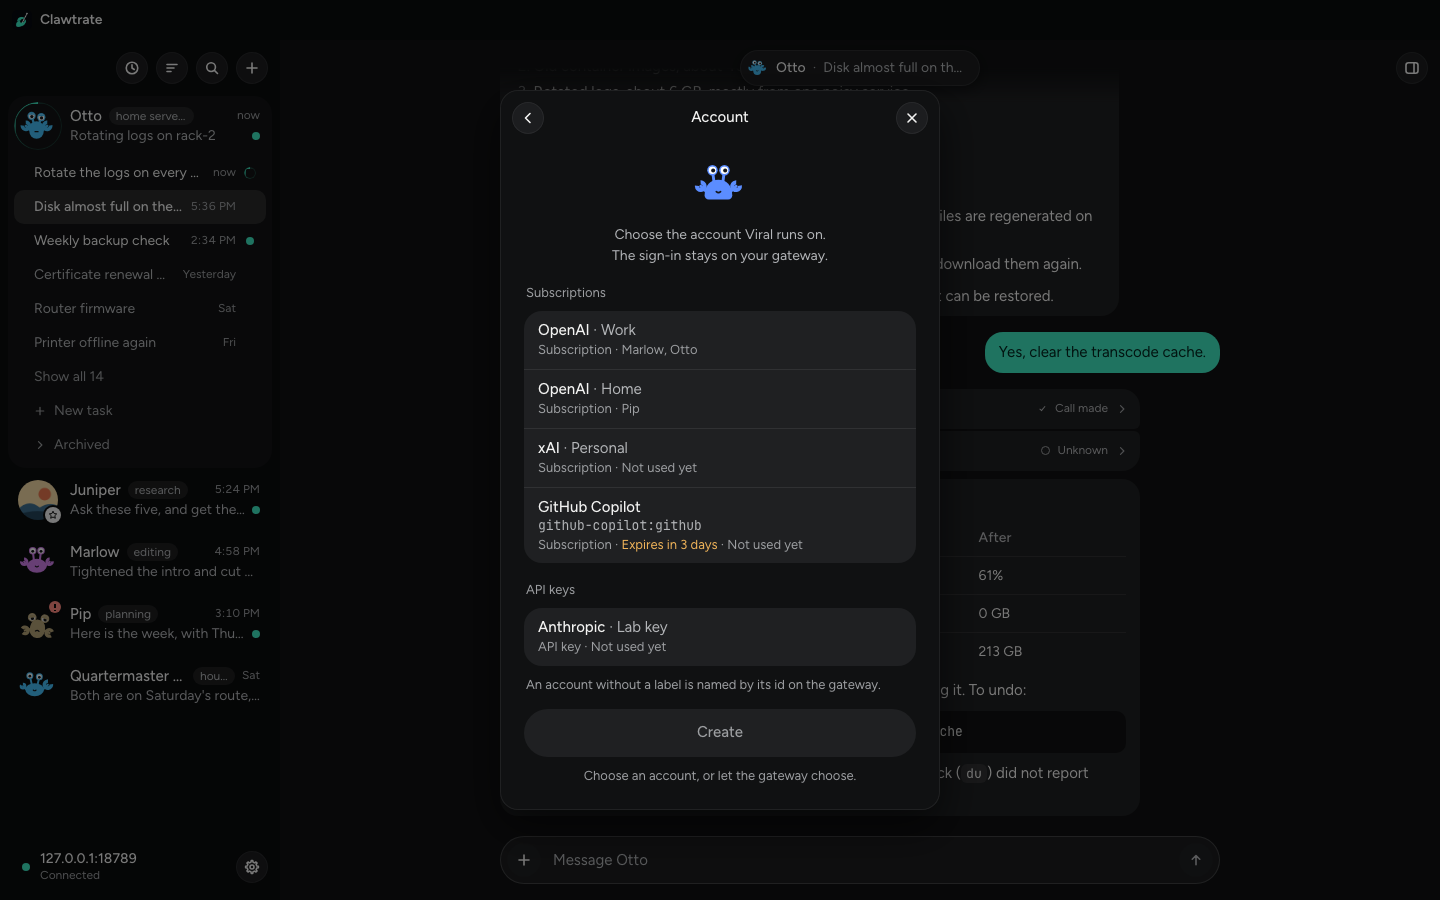 Clawtrate
Otto home serve... now
Rotating logs on rack-2
Rotate the logs on every ... now
Disk almost full on the... 5:36 PM
Weekly backup check 2:34 PM
Certificate renewal ... Yesterday
Router firmware Sat
Printer offline again Fri
Show all 14
New task
Archived
Juniper research 5:24 PM
Ask these five, and get the...
Marlow editing 4:58 PM
Tightened the intro and cut ...
Pip planning 3:10 PM
Here is the week, with Thu...
Quartermaster ... hou... Sat
Both are on Saturday's route,...
127.0.0.1:18789
Connected
Otto · Disk almost full on th...
Account
Choose the account Viral runs on.
The sign-in stays on your gateway.
Subscriptions
OpenAI · Work
Subscription · Marlow, Otto
OpenAI · Home
Subscription · Pip
xAI · Personal
Subscription · Not used yet
GitHub Copilot
github-copilot:github
Subscription · Expires in 3 days · Not used yet
API keys
Anthropic · Lab key
API key · Not used yet
An account without a label is named by its id on the gateway.
Create
Choose an account, or let the gateway choose.
are regenerated on
download them again.
can be restored.
Yes, clear the transcode cache.
Call made
Unknown
After
61%
0 GB
213 GB
it. To undo:
( du ) did not report
Message Otto